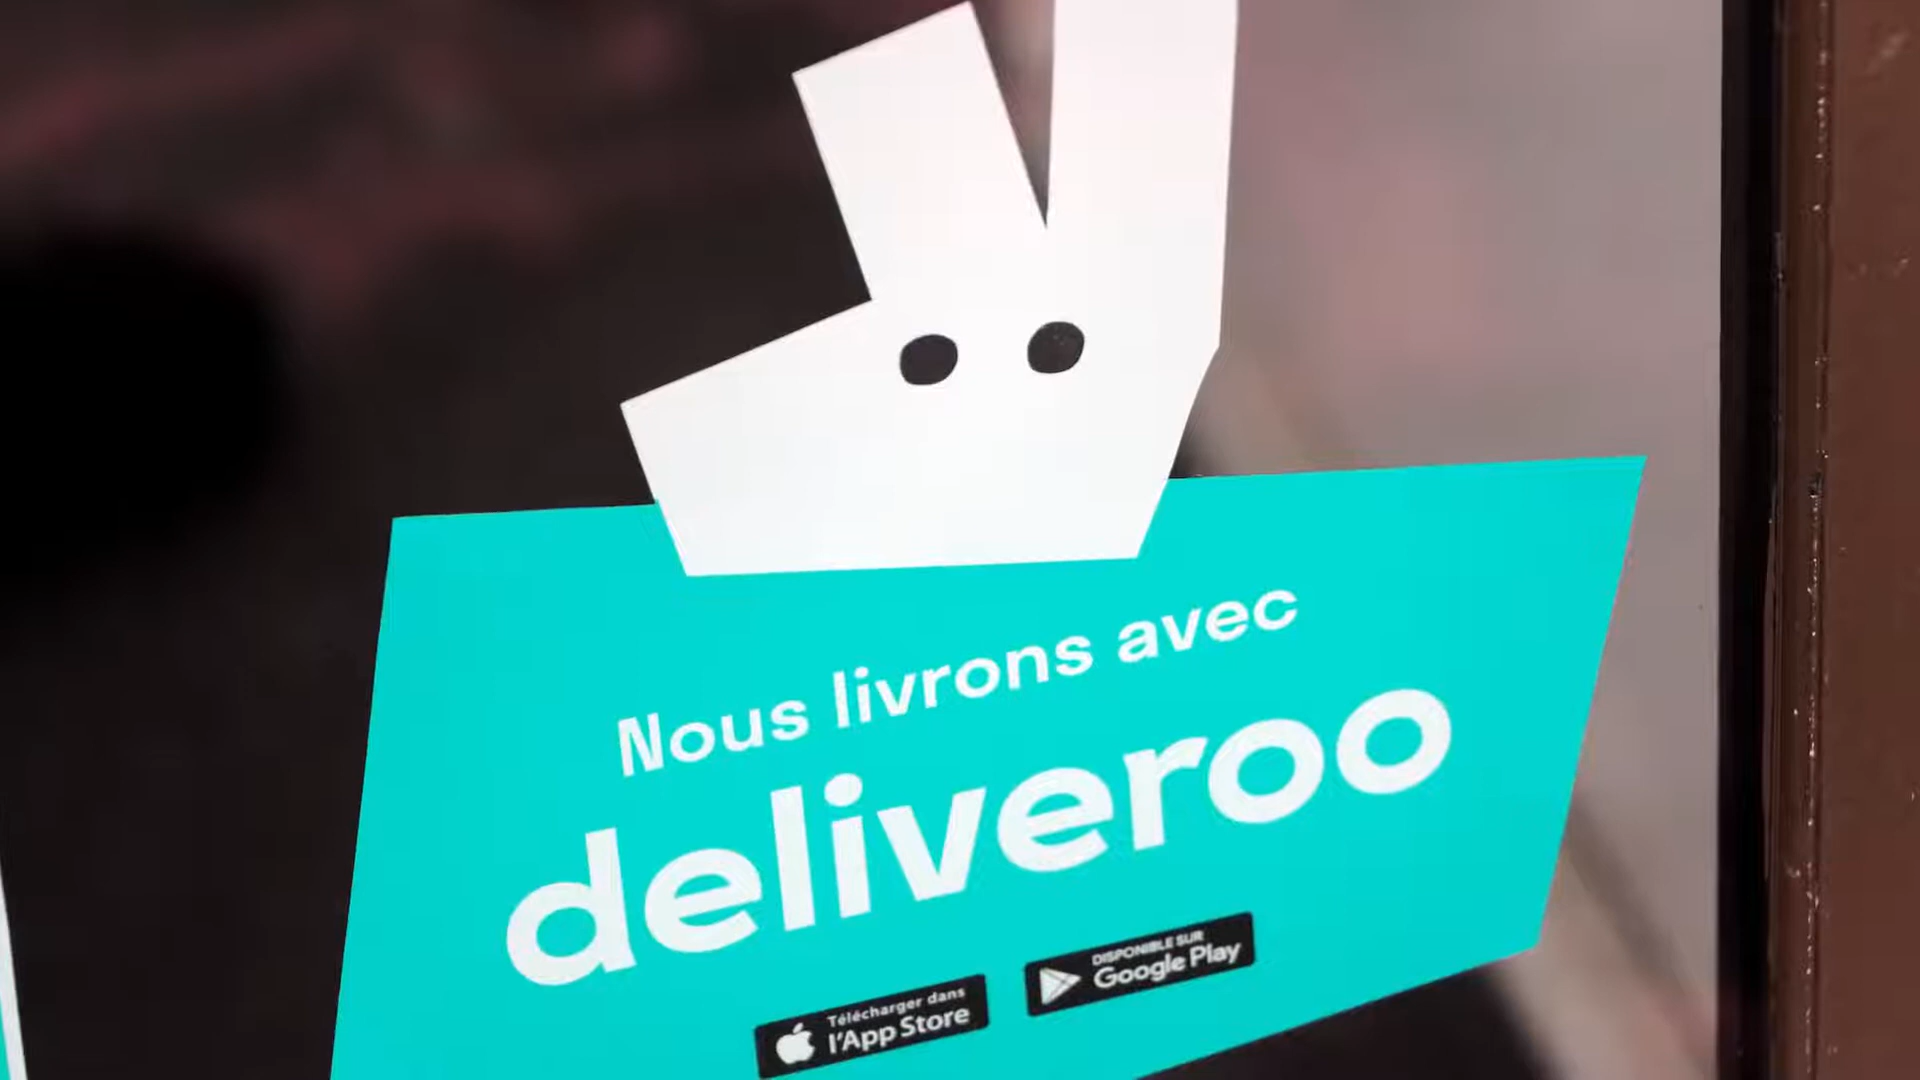 Nous livrons avec
deliveroo
Télécharger dans
l'App Store
DISPONIBLE SUR
Google Play